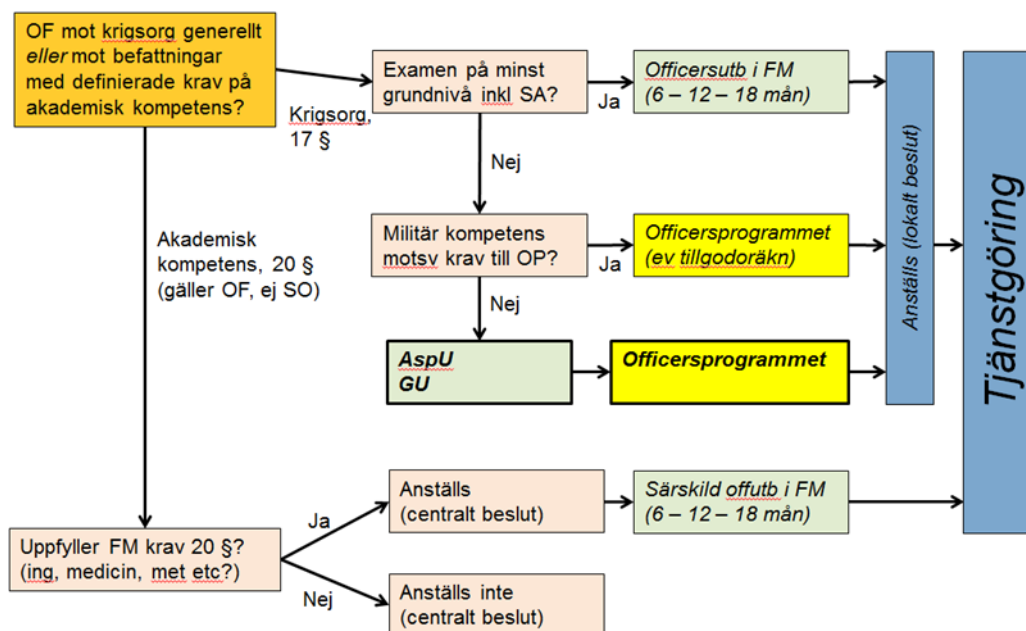 OF mot krigsorg generellt
eller mot befattningar
med definierade krav på
akademisk kompetens?
Krigsorg,
17 §
Examen på minst
grundnivå inkl SA?
Ja
Officersutb i FM
(6 – 12 – 18 mån)
Nej
Akademisk
kompetens, 20 §
(gäller OF, ej SO)
Militär kompetens
motsv krav till OP?
Ja
Officersprogrammet
(ev tillgodoräkn)
Nej
AspU
GU
Officersprogrammet
Anställs (lokalt beslut)
Tjänstgöring
Uppfyller FM krav 20 §?
(ing, medicin, met etc?)
Ja
Anställs
(centralt beslut)
Särskild offutb i FM
(6 – 12 – 18 mån)
Nej
Anställs inte
(centralt beslut)